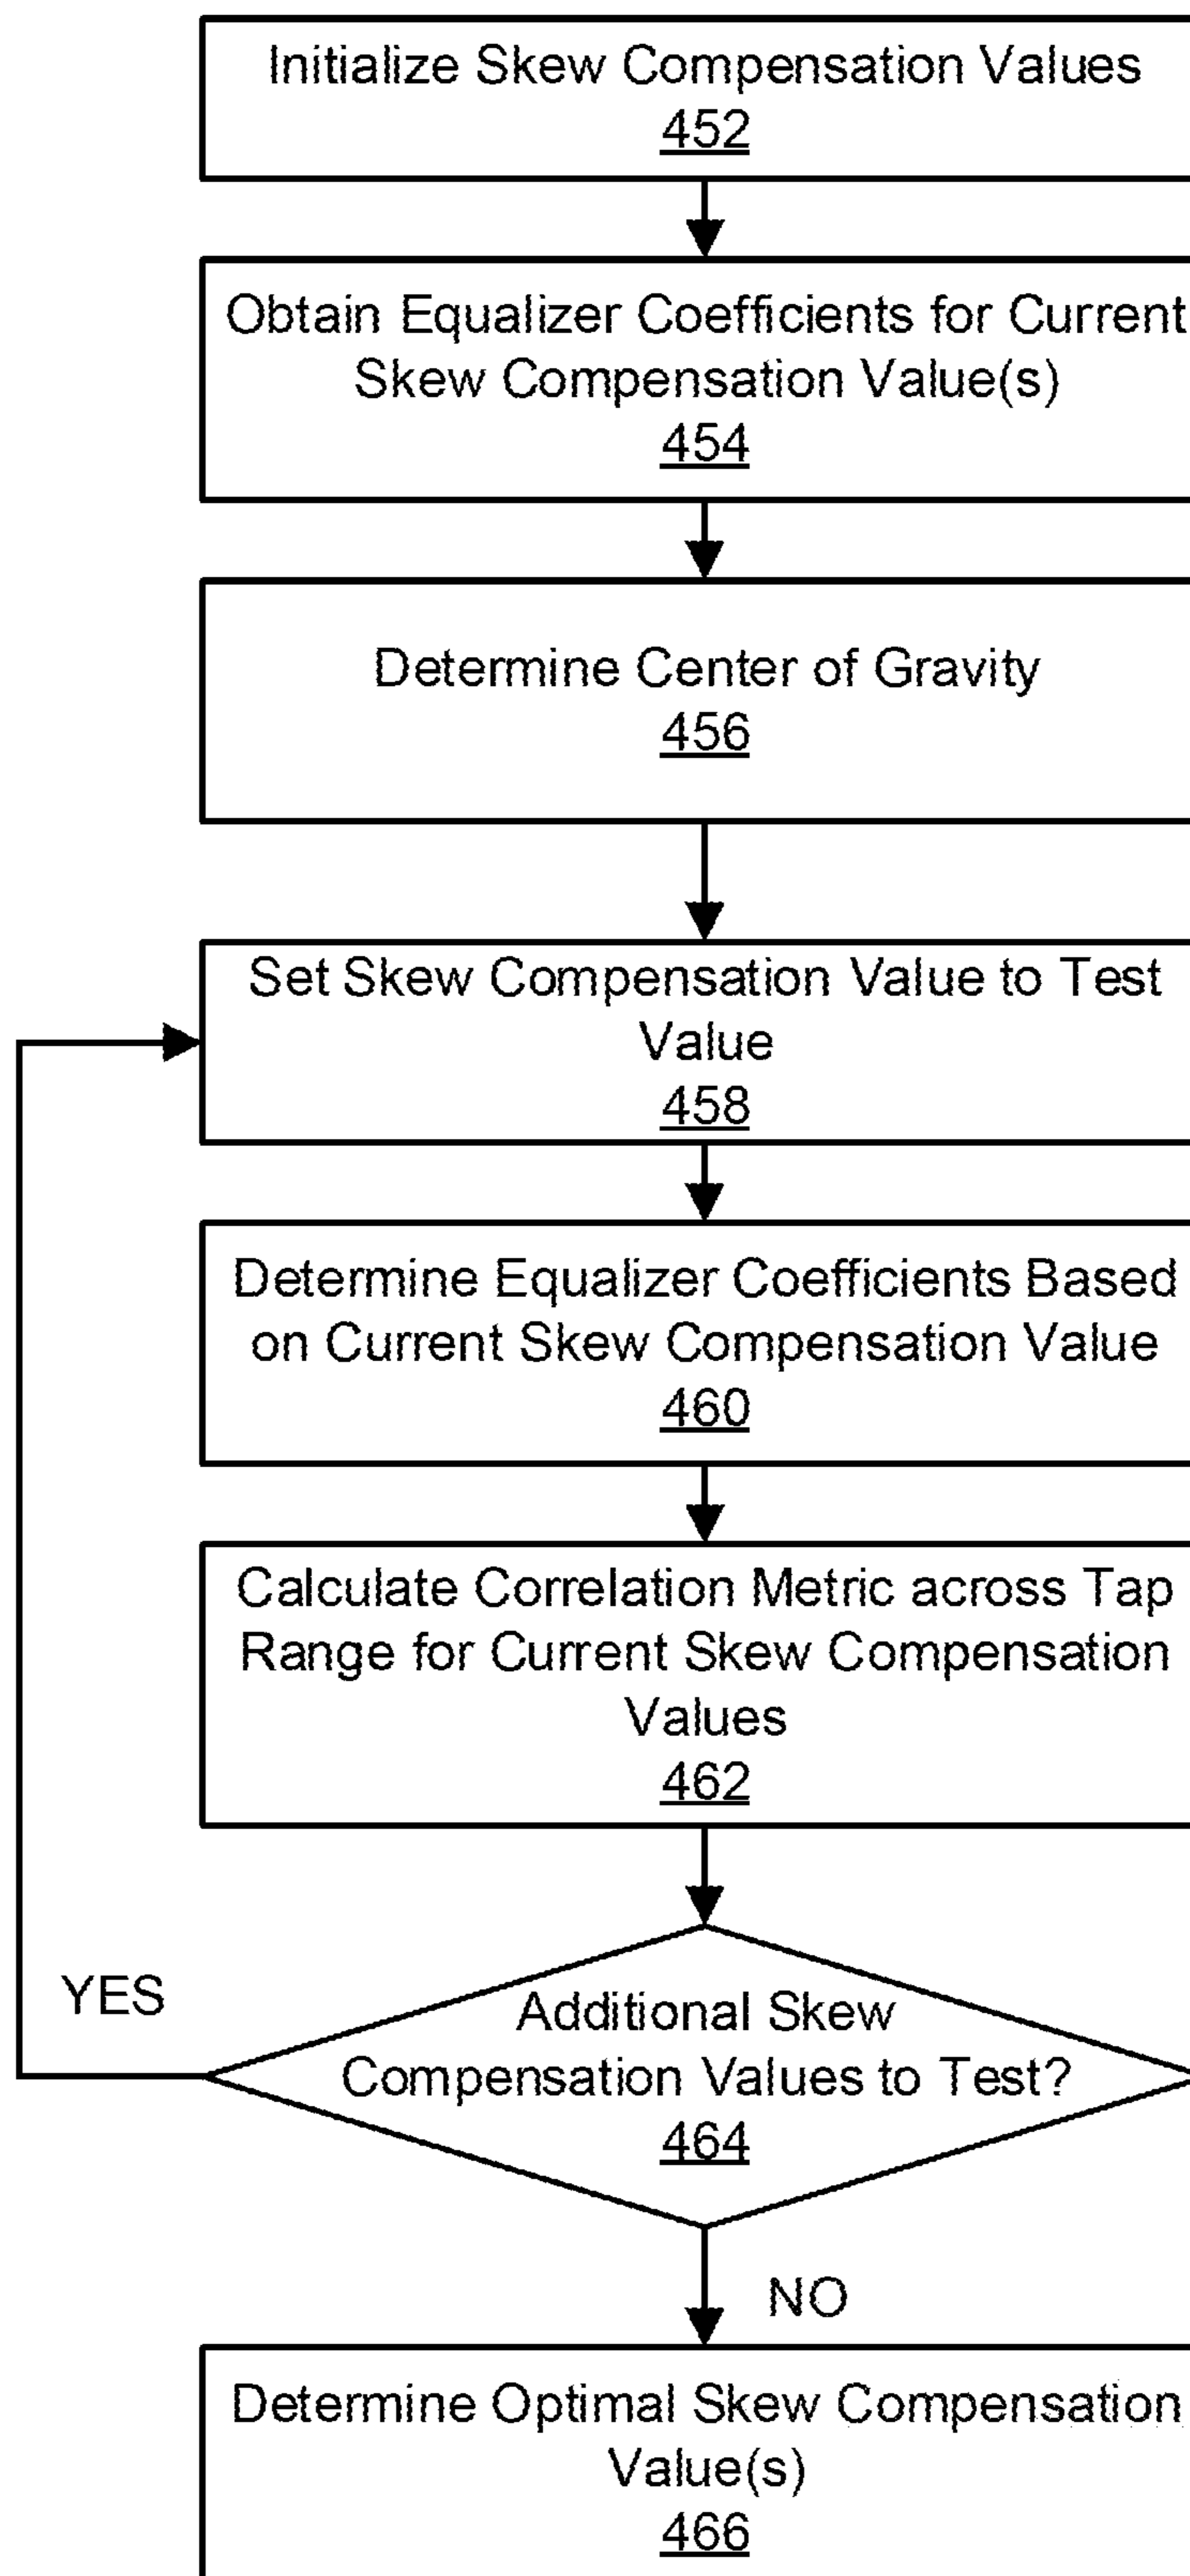 Initialize Skew Compensation Values
452
Obtain Equalizer Coefficients for Current
Skew Compensation Value(s)
454
Determine Center of Gravity
456
Set Skew Compensation Value to Test
Value
458
Determine Equalizer Coefficients Based
on Current Skew Compensation Value
460
Calculate Correlation Metric across Tap
Range for Current Skew Compensation
Values
462
YES
Additional Skew
Compensation Values to Test?
464
NO
Determine Optimal Skew Compensation
Value(s)
466